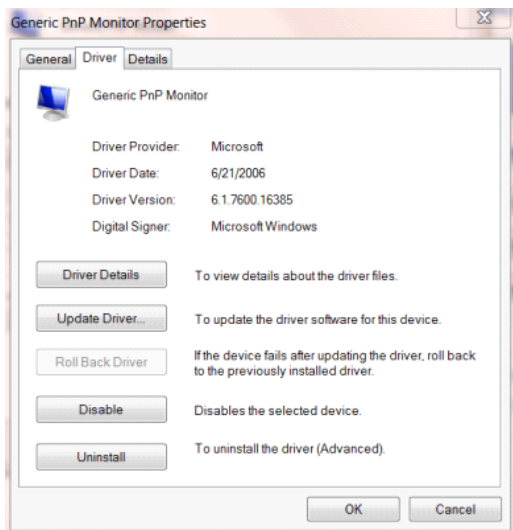 Generic PnP Monitor Properties
General Driver Details
Generic PnP Monitor
Driver Provider: Microsoft
Driver Date: 6/21/2006
Driver Version: 6.1.7600.16385
Digital Signer: Microsoft Windows
Driver Details To view details about the driver files.
Update Driver... To update the driver software for this device.
Roll Back Driver If the device fails after updating the driver, roll back
to the previously installed driver.
Disable Disables the selected device.
Uninstall To uninstall the driver (Advanced).
OK Cancel